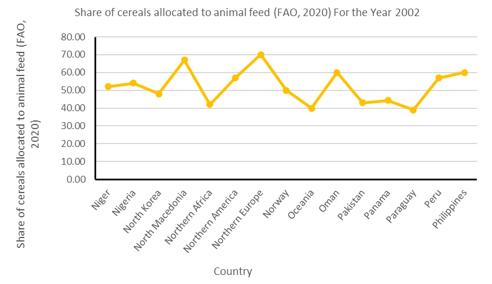 Share of cereals allocated to animal feed (FAO, 2020) For the Year 2002
Share of cereals allocated to animal feed (FAO,
2020)
80.00
70.00
60.00
50.00
40.00
30.00
20.00
10.00
0.00
Niger
Nigeria
North Korea
North Macedonia
Northern Africa
Northern America
Northern Europe
Norway
Oceania
Oman
Pakistan
Panama
Paraguay
Peru
Philippines
Country